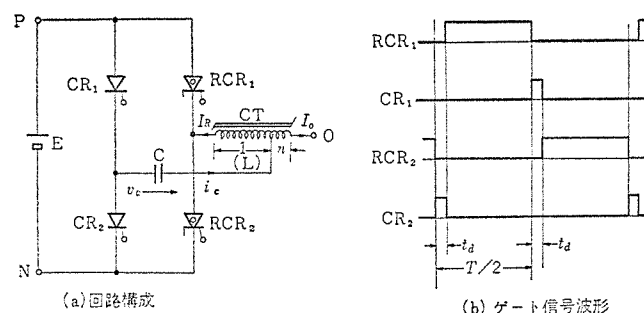 P
CR₁
RCR₁
CT
I_R
I_o
O
E
C
1
n
(L)
v_c
i_c
CR₂
RCR₂
N
(a)回路構成
RCR₁
CR₁
RCR₂
CR₂
t_d
t_d
T/2
(b) ゲート信号波形